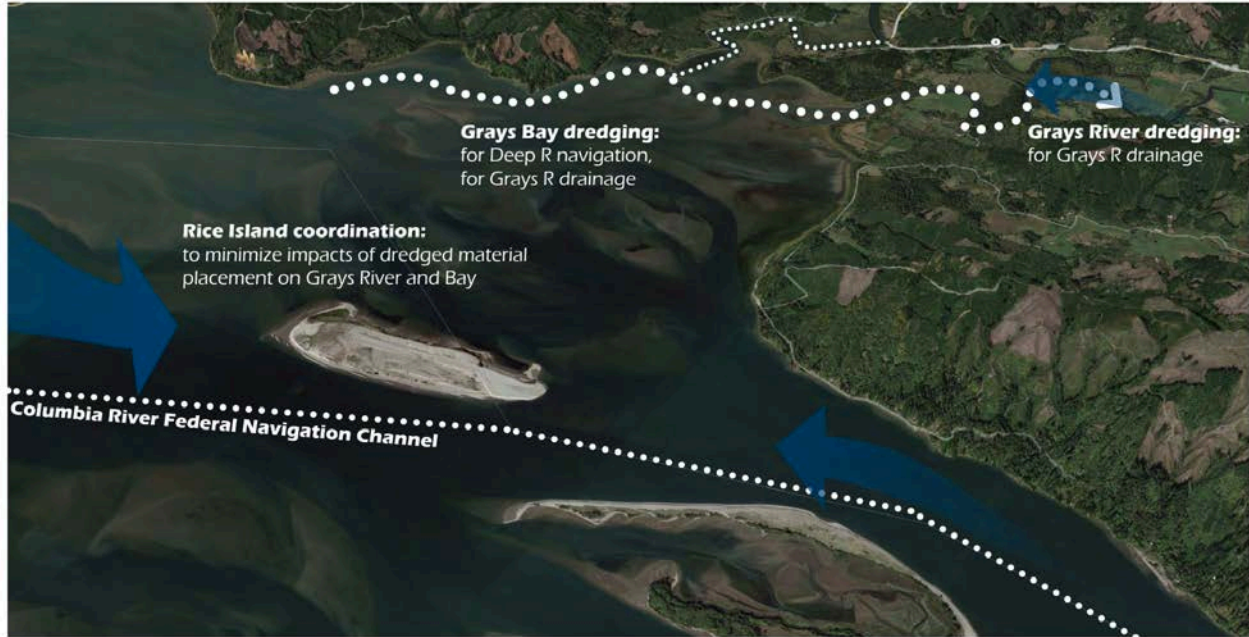 Grays Bay dredging:
for Deep R navigation,
for Grays R drainage
Grays River dredging:
for Grays R drainage
Rice Island coordination:
to minimize impacts of dredged material
placement on Grays River and Bay
Columbia River Federal Navigation Channel